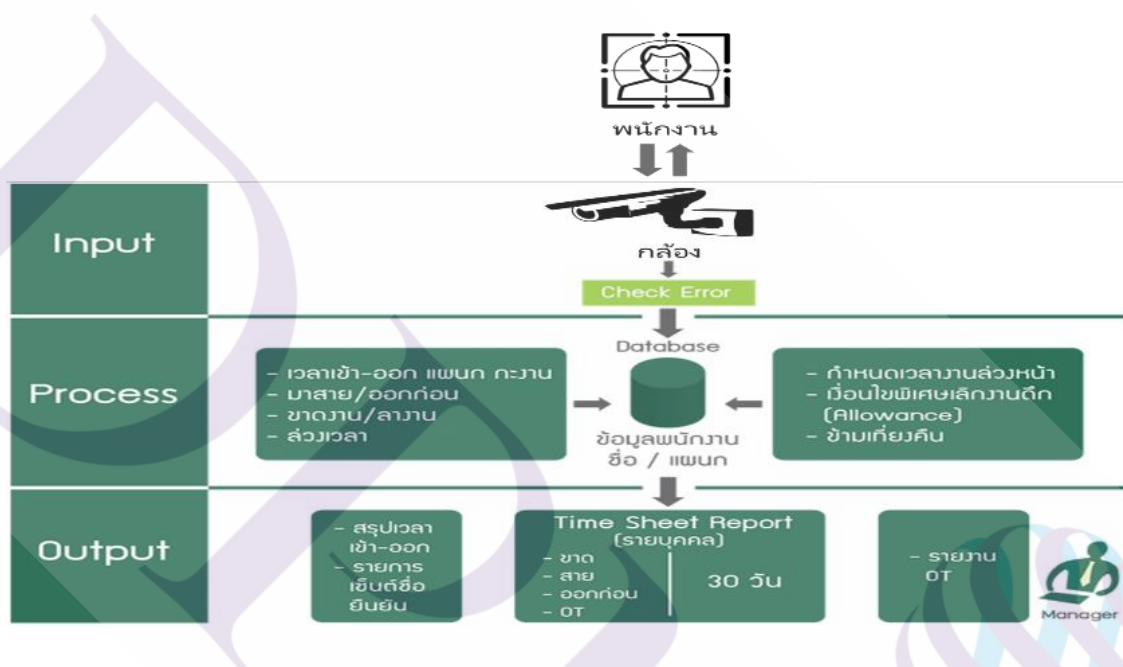 พนักงาน
Input
กล้อง
Check Error
Process
- เวลาเข้า-ออก แผนก กะงาน
- มาสาย/ออกก่อน
- ขาดงาน/ลางาน
- ล่วงเวลา
Database
ข้อมูลพนักงาน
ชื่อ / แผนก
- กำหนดเวลางานล่วงหน้า
- เงื่อนไขพิเศษเลิกงานดึก
(Allowance)
- ข้ามเที่ยงคืน
Output
- สรุปเวลา
เข้า-ออก
- รายการ
เซ็นต์ชื่อ
ยืนยัน
Time Sheet Report
(รายบุคคล)
- ขาด
- สาย
- ออกก่อน
- OT
30 วัน
- รายงาน
OT
Manager